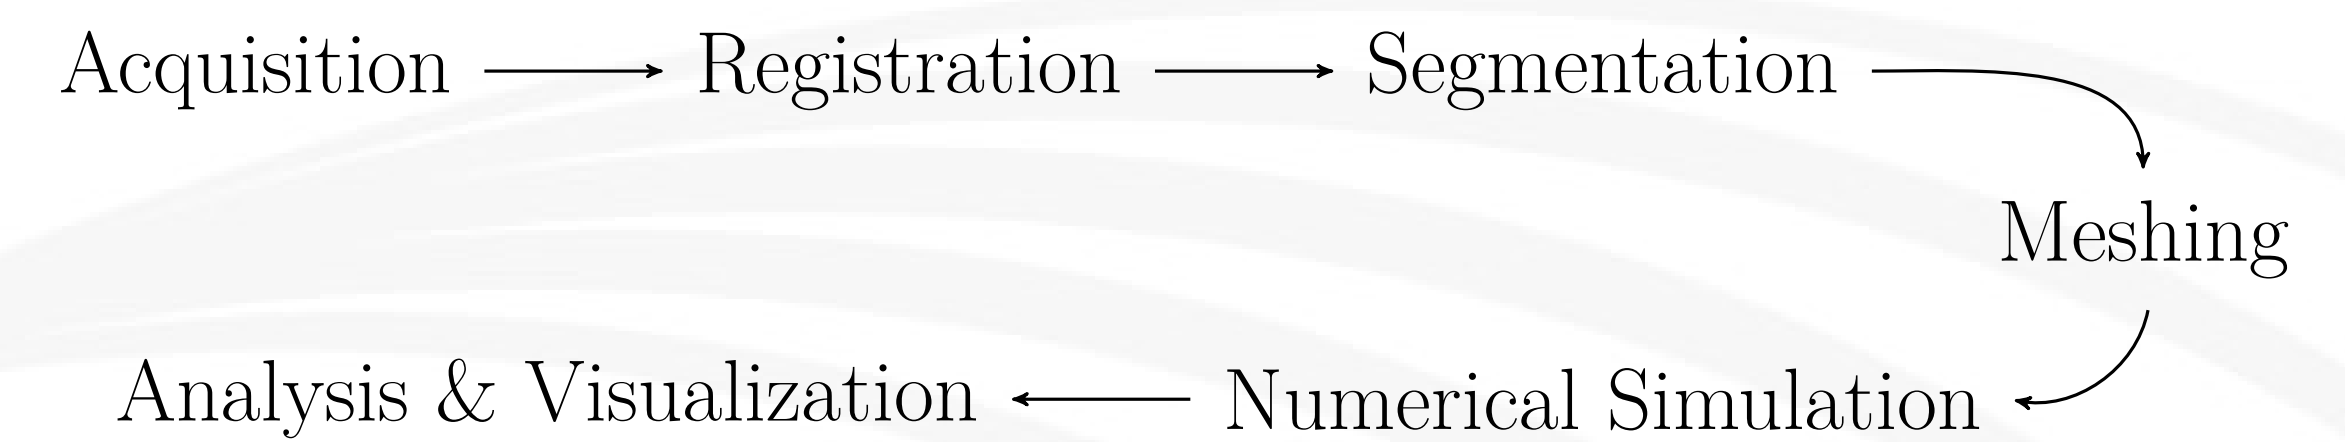 Acquisition Registration Segmentation
Meshing
Analysis & Visualization Numerical Simulation